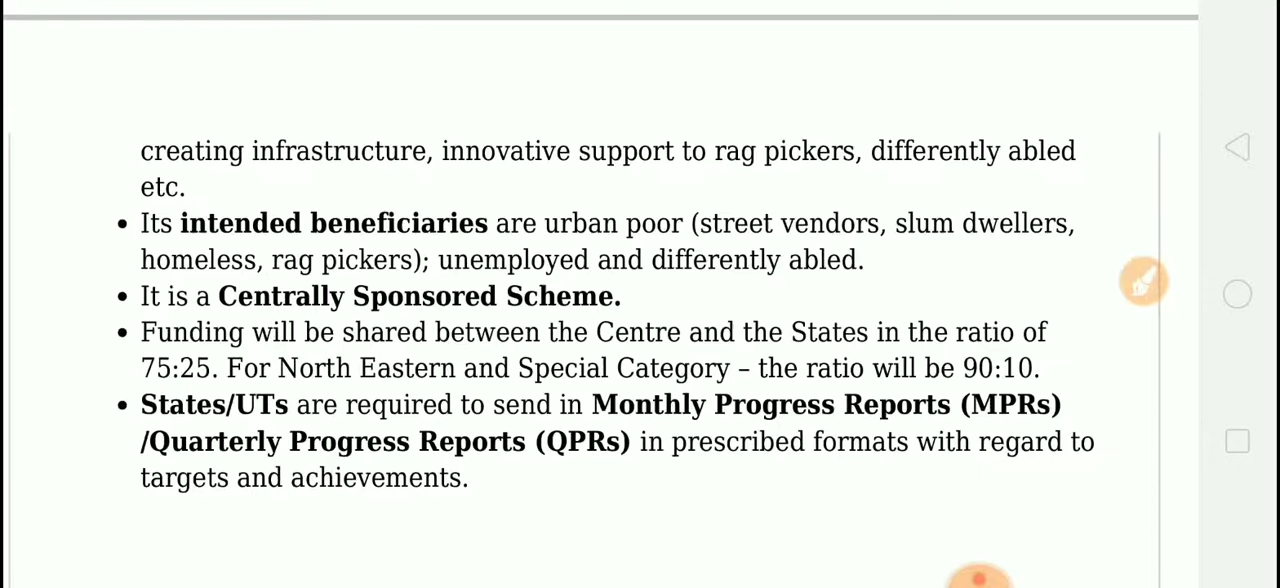 creating infrastructure, innovative support to rag pickers, differently abled
etc.
• Its intended beneficiaries are urban poor (street vendors, slum dwellers,
homeless, rag pickers); unemployed and differently abled.
• It is a Centrally Sponsored Scheme.
• Funding will be shared between the Centre and the States in the ratio of
75:25. For North Eastern and Special Category – the ratio will be 90:10.
• States/UTs are required to send in Monthly Progress Reports (MPRs)
/Quarterly Progress Reports (QPRs) in prescribed formats with regard to
targets and achievements.